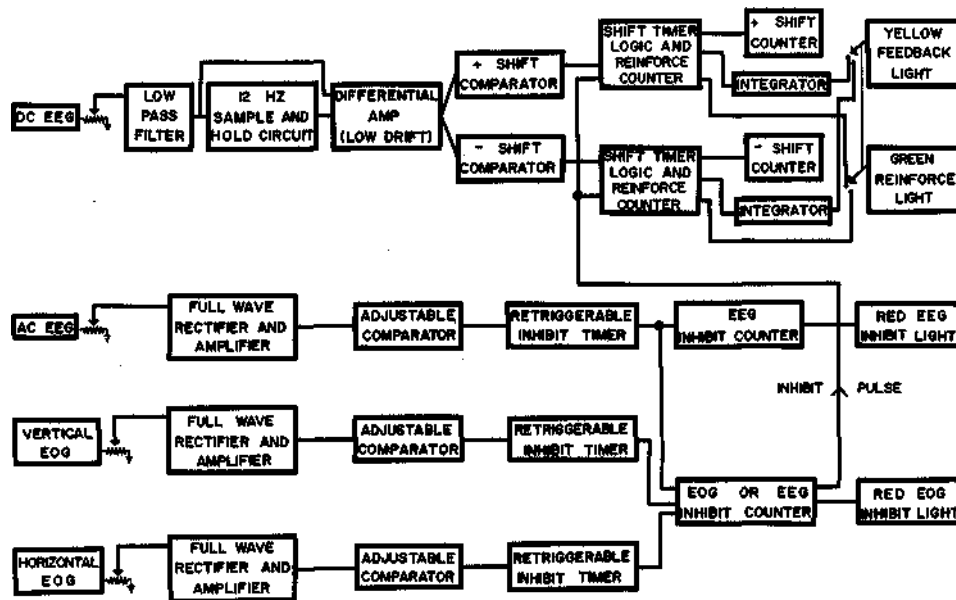 DC EEG
LOW
PASS
FILTER
12 HZ
SAMPLE AND
HOLD CIRCUIT
DIFFERENTIAL
AMP
(LOW DRIFT)
+ SHIFT
COMPARATOR
- SHIFT
COMPARATOR
SHIFT TIMER
LOGIC AND
REINFORCE
COUNTER
+ SHIFT
COUNTER
INTEGRATOR
YELLOW
FEEDBACK
LIGHT
SHIFT TIMER
LOGIC AND
REINFORCE
COUNTER
- SHIFT
COUNTER
INTEGRATOR
GREEN
REINFORCE
LIGHT
AC EEG
FULL WAVE
RECTIFIER AND
AMPLIFIER
ADJUSTABLE
COMPARATOR
RETRIGGERABLE
INHIBIT TIMER
EEG
INHIBIT COUNTER
RED EEG
INHIBIT LIGHT
INHIBIT PULSE
VERTICAL
EOG
FULL WAVE
RECTIFIER AND
AMPLIFIER
ADJUSTABLE
COMPARATOR
RETRIGGERABLE
INHIBIT TIMER
EOG OR EEG
INHIBIT COUNTER
RED EOG
INHIBIT LIGHT
HORIZONTAL
EOG
FULL WAVE
RECTIFIER AND
AMPLIFIER
ADJUSTABLE
COMPARATOR
RETRIGGERABLE
INHIBIT TIMER